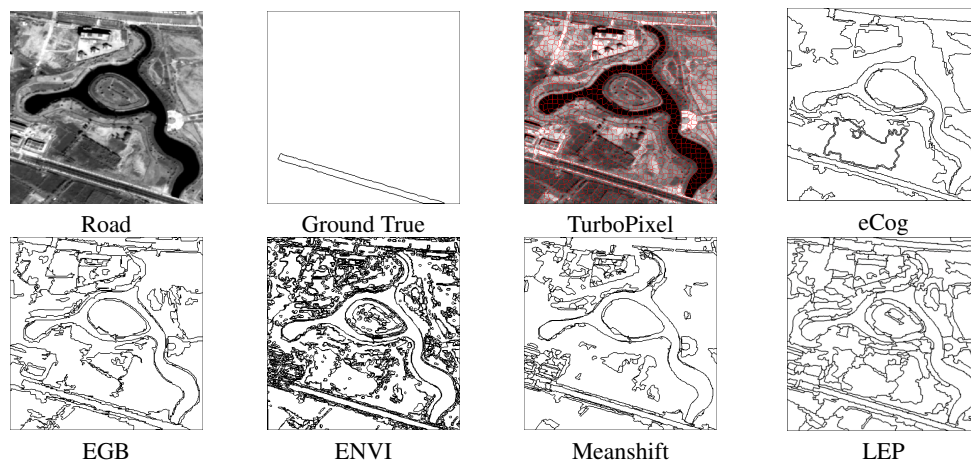 Road
Ground True
TurboPixel
eCog
EGB
ENVI
Meanshift
LEP